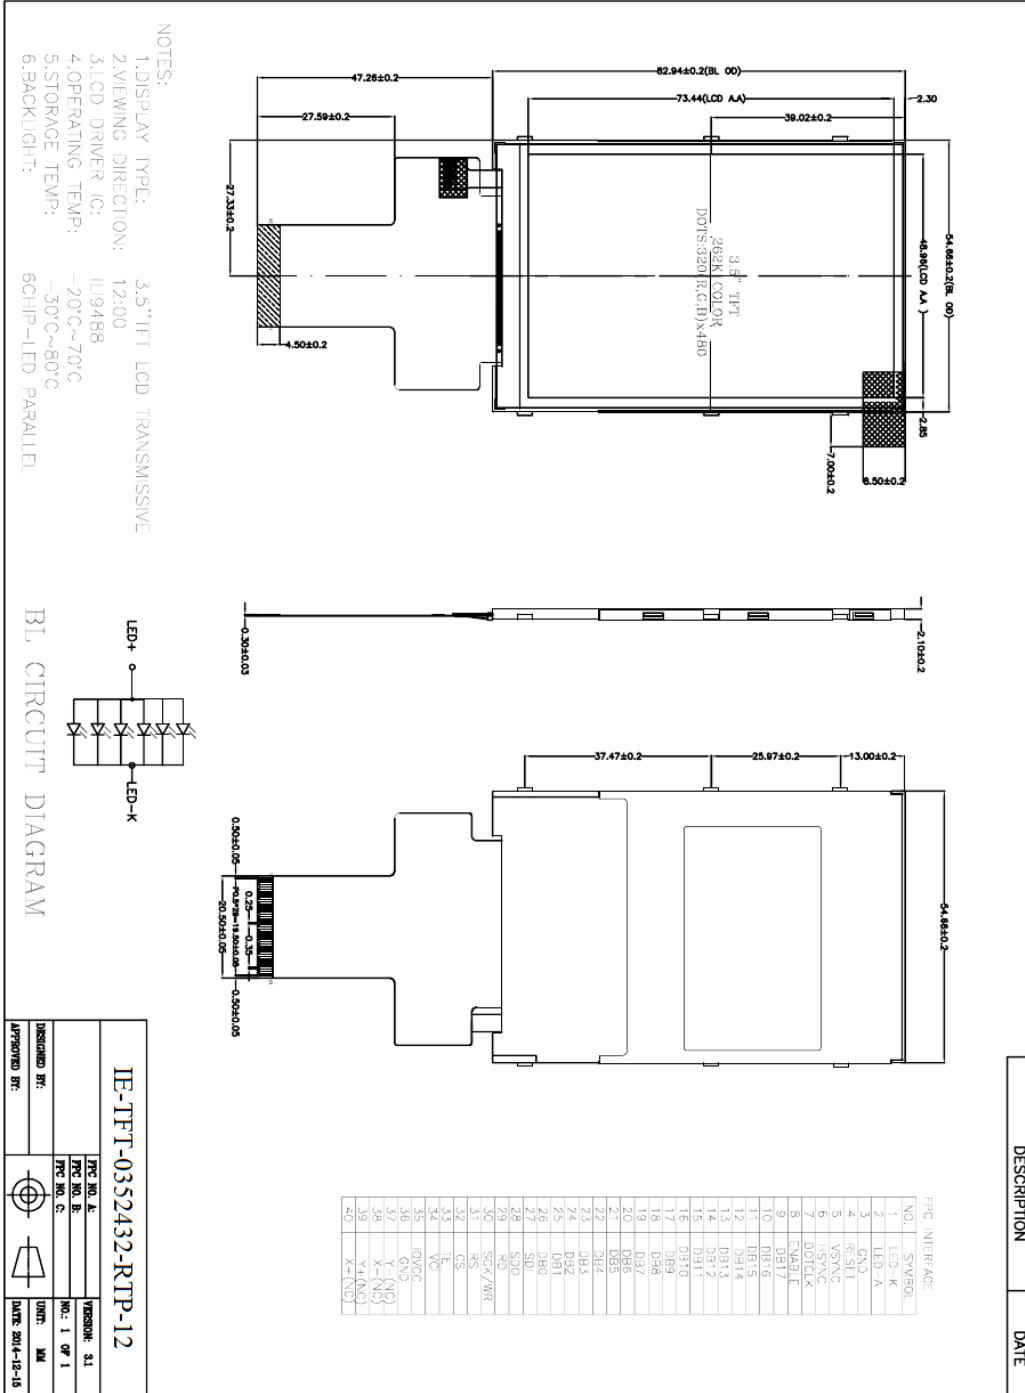 DESCRIPTION
DATE
47.26±0.2
27.59±0.2
27.33±0.2
4.50±0.2
82.94±0.2(BL OD)
73.44(LCD A.A)
39.02±0.2
2.30
54.66±0.2(BL OD)
48.96(LCD A.A )
2.85
7.00±0.2
6.50±0.2
3.5" TFT
262K COLOR
DOTS:320(R,G,B)x480
2.10±0.2
0.30±0.03
37.47±0.2
25.97±0.2
13.00±0.2
54.66±0.2
0.50±0.05
0.25
0.35
20.50±0.05
0.50±0.05
NOTES:
1.DISPLAY TYPE: 3.5"TFT LCD TRANSMISSIVE
2.VIEWING DIRECTION: 12:00
3.LCD DRIVER IC: ILI9488
4.OPERATING TEMP: -20°C~70°C
5.STORAGE TEMP: -30°C~80°C
6.BACKLIGHT: 6CHIP-LED PARALLEL
LED+
LED-K
BL CIRCUIT DIAGRAM
FPC INTERFACE
NO. SYMBOL
1 LED-K
2 LED-A
3 GND
4 RESET
5 VSYNC
6 HSYNC
7 DOTCLK
8 ENABLE
9 DB17
10 DB16
11 DB15
12 DB14
13 DB13
14 DB12
15 DB11
16 DB10
17 DB9
18 DB8
19 DB7
20 DB6
21 DB5
22 DB4
23 DB3
24 DB2
25 DB1
26 DB0
27 SDI
28 SDO
29 RD
30 SCK/WR
31 RS
32 CS
33 TE
34 VCI
35 IOVCC
36 GND
37 Y-(NC)
38 X-(NC)
39 Y+(NC)
40 X+(NC)
IE-TFT-0352432-RTP-12
FPC NO. A:
FPC NO. B:
FPC NO. C:
VERSION: 3.1
NO.: 1 OF 1
DESIGNED BY:
UNIT: MM
APPROVED BY:
DATE: 2014-12-15